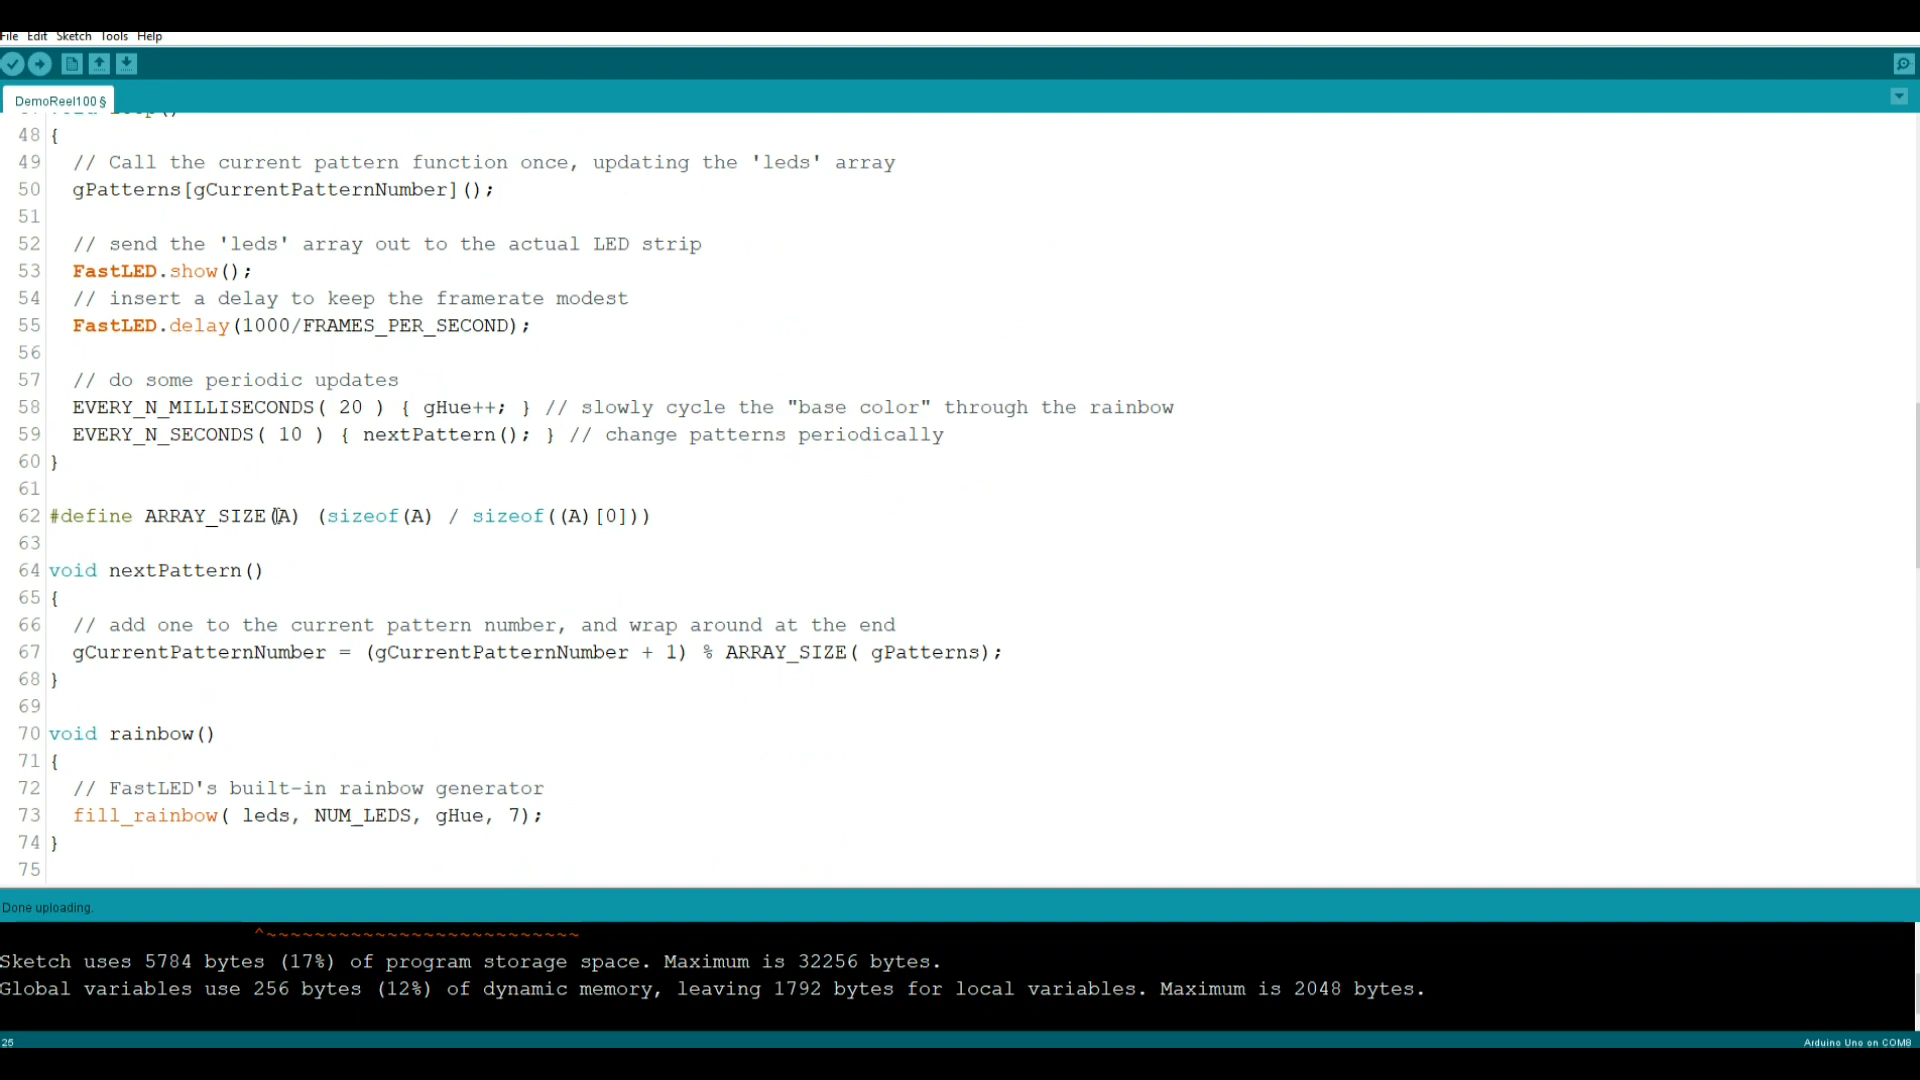 File Edit Sketch Tools Help
DemoReel100 §
void loop()
48 {
49 // Call the current pattern function once, updating the 'leds' array
50 gPatterns[gCurrentPatternNumber]();
51
52 // send the 'leds' array out to the actual LED strip
53 FastLED.show();
54 // insert a delay to keep the framerate modest
55 FastLED.delay(1000/FRAMES_PER_SECOND);
56
57 // do some periodic updates
58 EVERY_N_MILLISECONDS( 20 ) { gHue++; } // slowly cycle the "base color" through the rainbow
59 EVERY_N_SECONDS( 10 ) { nextPattern(); } // change patterns periodically
60 }
61
62 #define ARRAY_SIZE(A) (sizeof(A) / sizeof((A)[0]))
63
64 void nextPattern()
65 {
66 // add one to the current pattern number, and wrap around at the end
67 gCurrentPatternNumber = (gCurrentPatternNumber + 1) % ARRAY_SIZE( gPatterns);
68 }
69
70 void rainbow()
71 {
72 // FastLED's built-in rainbow generator
73 fill_rainbow( leds, NUM_LEDS, gHue, 7);
74 }
75
Done uploading.
^~~~~~~~~~~~~~~~~~~~~~~~~~~
Sketch uses 5784 bytes (17%) of program storage space. Maximum is 32256 bytes.
Global variables use 256 bytes (12%) of dynamic memory, leaving 1792 bytes for local variables. Maximum is 2048 bytes.
25
Arduino Uno on COM8